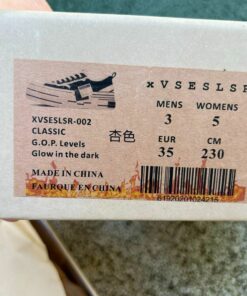 xVSESLSR
XVSESLSR-002
CLASSIC
G.O.P. Levels
Glow in the dark
杏色
MENS WOMENS
3 5
EUR CM
35 230
MADE IN CHINA
FAURQUE EN CHINA
61920201024215